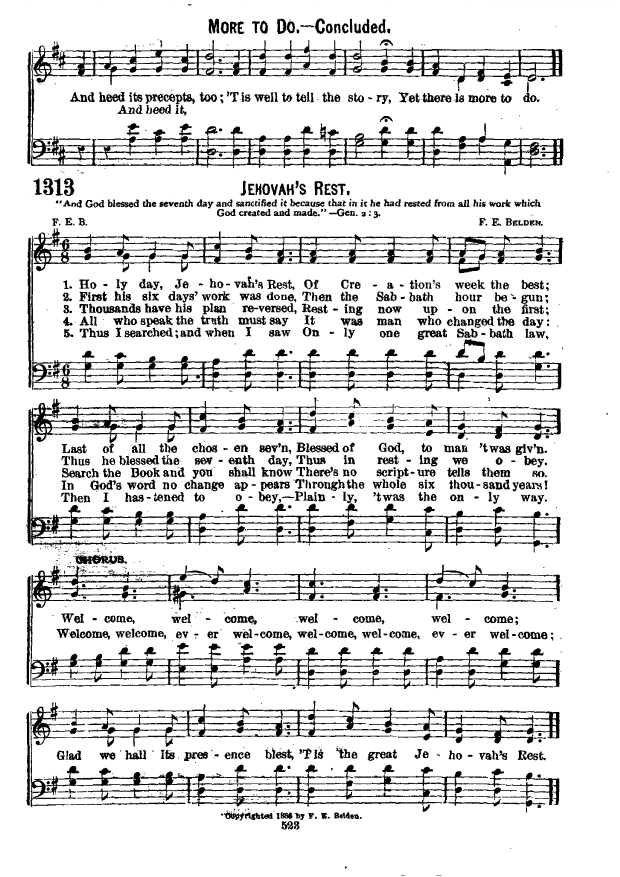 MORE TO DO.—Concluded.
And heed its precepts, too; 'Tis well to tell the sto - ry, Yet there is more to do.
And heed it,
1313
JEHOVAH'S REST.
"And God blessed the seventh day and sanctified it because that in it he had rested from all his work which
God created and made."—Gen. 2:3.
F. E. B.
F. E. BELDEN.
6
8
1. Ho - ly day, Je - ho - vah's Rest, Of Cre - a - tion's week the best;
2. First his six days' work was done, Then the Sab - bath hour be - gun;
3. Thousands have his plan re-versed, Rest - ing now up - on the first;
4. All who speak the truth must say It was man who changed the day:
5. Thus I searched; and when I saw On - ly one great Sab - bath law,
6
8
Last of all the chos - en sev'n, Blessed of God, to man 'twas giv'n.
Thus he blessed the sev - enth day, Thus in rest - ing we o - bey.
Search the Book and you shall know There's no script-ure tells them so.
In God's word no change ap - pears Through the whole six thou - sand years!
Then I has - tened to o - bey,—Plain - ly, 'twas the on - ly way.
CHORUS.
Wel - come, wel - come, wel - come, wel - come;
Welcome, welcome, ev - er wel - come, wel - come, wel - come, ev - er wel - come;
Glad we hail its pres - ence blest, 'Tis the great Je - ho - vah's Rest.
Copyrighted 1886 by F. E. Belden.
523